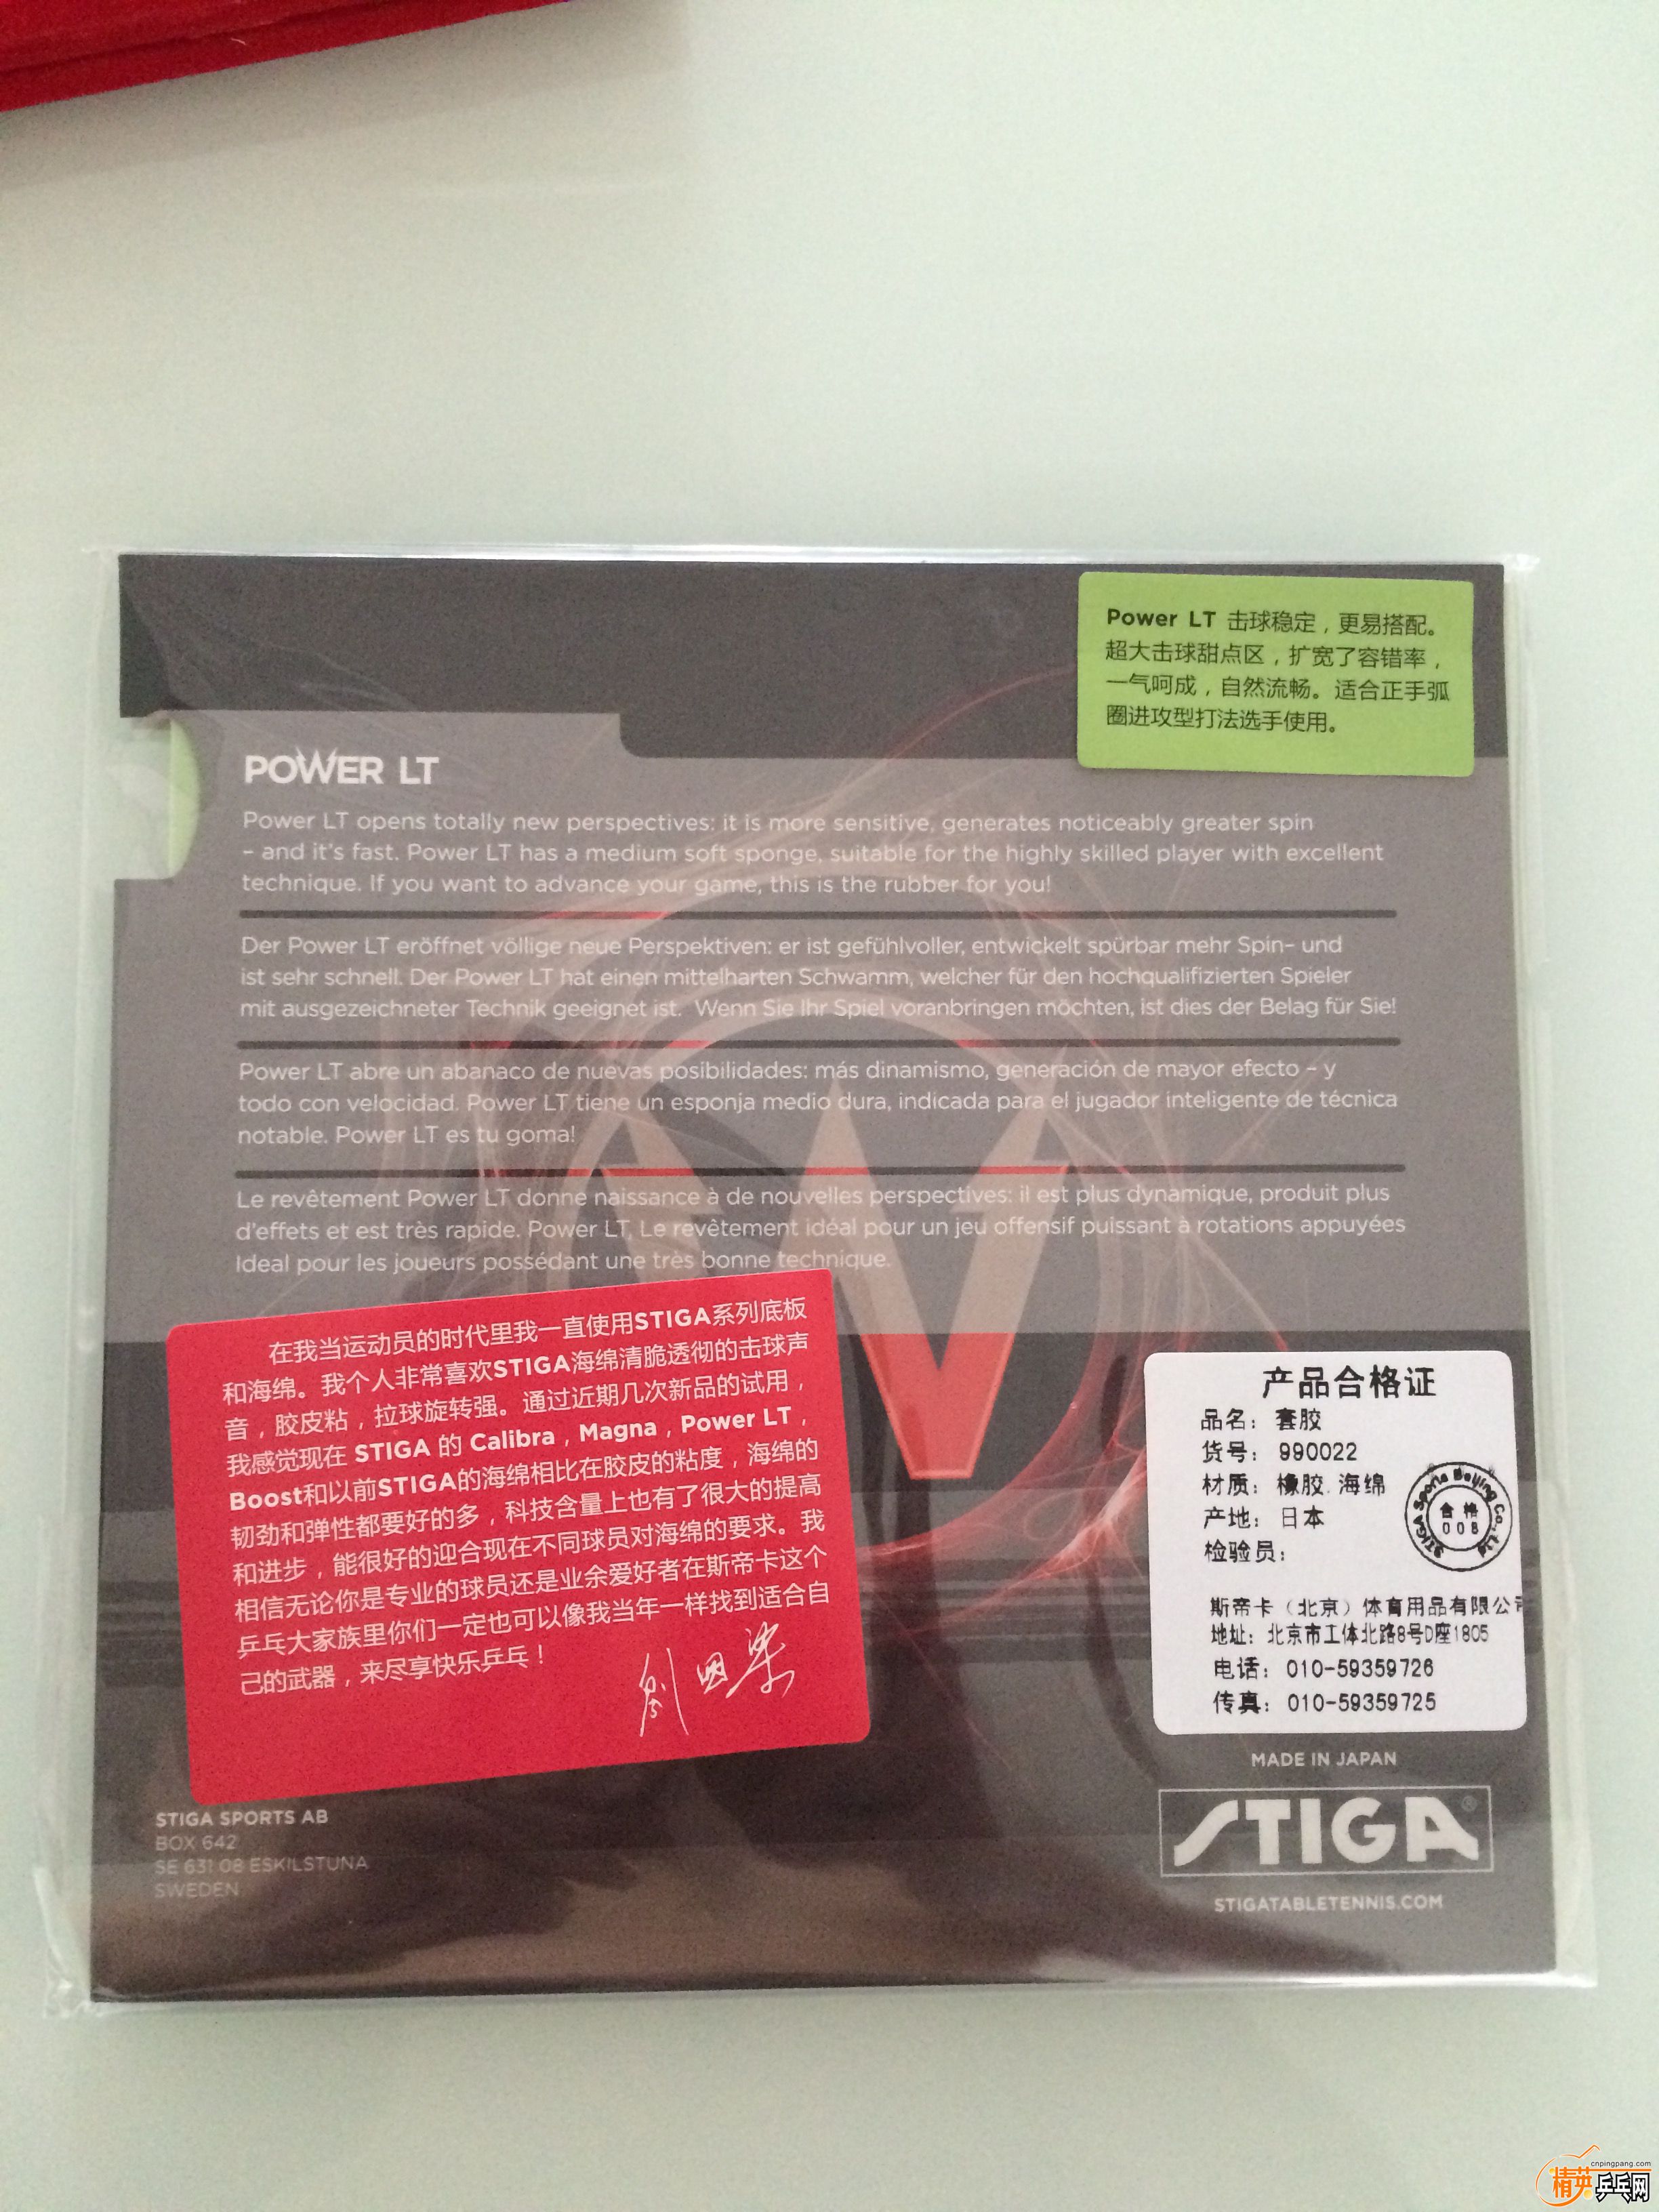 Power LT 击球稳定，更易搭配。
超大击球甜点区，扩宽了容错率，
一气呵成，自然流畅。适合正手弧
圈进攻型打法选手使用。
POWER LT
Power LT opens totally new perspectives: it is more sensitive, generates noticeably greater spin
– and it's fast. Power LT has a medium soft sponge, suitable for the highly skilled player with excellent
technique. If you want to advance your game, this is the rubber for you!
Der Power LT eröffnet völlige neue Perspektiven: er ist gefühlvoller, entwickelt spürbar mehr Spin– und
ist sehr schnell. Der Power LT hat einen mittelharten Schwamm, welcher für den hochqualifizierten Spieler
mit ausgezeichneter Technik geeignet ist. Wenn Sie Ihr Spiel voranbringen möchten, ist dies der Belag für Sie!
Power LT abre un abanaco de nuevas posibilidades: más dinamismo, generación de mayor efecto – y
todo con velocidad. Power LT tiene un esponja medio dura, indicada para el jugador inteligente de técnica
notable. Power LT es tu goma!
Le revêtement Power LT donne naissance à de nouvelles perspectives: il est plus dynamique, produit plus
d'effets et est très rapide. Power LT, Le revêtement idéal pour un jeu offensif puissant à rotations appuyées
Ideal pour les joueurs possédant une très bonne technique.
在我当运动员的时代里我一直使用STIGA系列底板
和海绵。我个人非常喜欢STIGA海绵清脆透彻的击球声
音，胶皮粘，拉球旋转强。通过近期几次新品的试用，
我感觉现在 STIGA 的 Calibra，Magna，Power LT，
Boost和以前STIGA的海绵相比在胶皮的粘度，海绵的
韧劲和弹性都要好的多，科技含量上也有了很大的提高
和进步，能很好的迎合现在不同球员对海绵的要求。我
相信无论你是专业的球员还是业余爱好者在斯帝卡这个
乒乓大家族里你们一定也可以像我当年一样找到适合自
己的武器，来尽享快乐乒乓！
产品合格证
品名：套胶
货号：990022
材质：橡胶.海绵
产地：日本
检验员：
STIGA Sports Beijing Co., Ltd
合格
008
斯帝卡（北京）体育用品有限公司
地址：北京市工体北路8号D座1805
电话：010-59359726
传真：010-59359725
MADE IN JAPAN
STIGA®
STIGATABLETENNIS.COM
STIGA SPORTS AB
BOX 642
SE 631 08 ESKILSTUNA
SWEDEN
cnpingpang.com
精英乒乓网